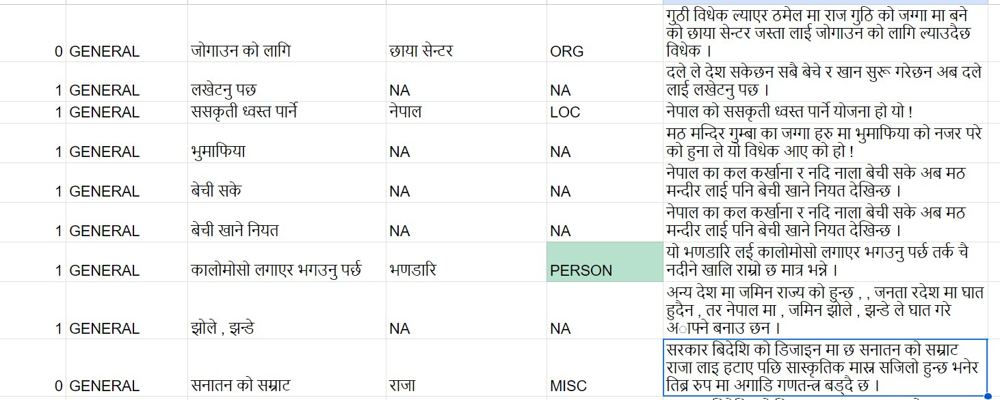 गुठी विधेक ल्याएर ठमेल मा राज गुठि को जग्गा मा बने
को छाया सेन्टर जस्ता लाई जोगाउन को लागि ल्याउदैछ
0 GENERAL जोगाउन को लागि छाया सेन्टर ORG विधेक ।
दले ले देश सकेछन सबै बेचे र खान सुरू गरेछन अब दले
1 GENERAL लखेटनु पछ NA NA लाई लखेटनु पछ ।
1 GENERAL ससकृती ध्वस्त पार्ने नेपाल LOC नेपाल को ससकृती ध्वस्त पार्ने योजना हो यो !
मठ मन्दिर गुम्बा का जग्गा हरु मा भुमाफिया को नजर परे
1 GENERAL भुमाफिया NA NA को हुना ले यो विधेक आए को हो !
नेपाल का कल कर्खाना र नदि नाला बेची सके अब मठ
1 GENERAL बेची सके NA NA मन्दीर लाई पनि बेची खाने नियत देखिन्छ ।
नेपाल का कल कर्खाना र नदि नाला बेची सके अब मठ
1 GENERAL बेची खाने नियत NA NA मन्दीर लाई पनि बेची खाने नियत देखिन्छ ।
यो भणडारि लई कालोमोसो लगाएर भगउनु पर्छ तर्क चै
1 GENERAL कालोमोसो लगाएर भगउनु पर्छ भणडारि PERSON नदीने खालि राम्रो छ मात्र भन्ने ।
अन्य देश मा जमिन राज्य को हुन्छ , , जनता रदेश मा घात
हुदैन , तर नेपाल मा , जमिन झोले , झन्डे ले घात गरे
1 GENERAL झोले , झन्डे NA NA अाफ्ने बनाउ छन ।
सरकार बिदेशि को डिजाइन मा छ सनातन को सम्राट
राजा लाइ हटाए पछि सास्कृतिक मास्न सजिलो हुन्छ भनेर
0 GENERAL सनातन को सम्राट राजा MISC तिब्र रुप मा अगाडि गणतन्त्र बड्दै छ ।